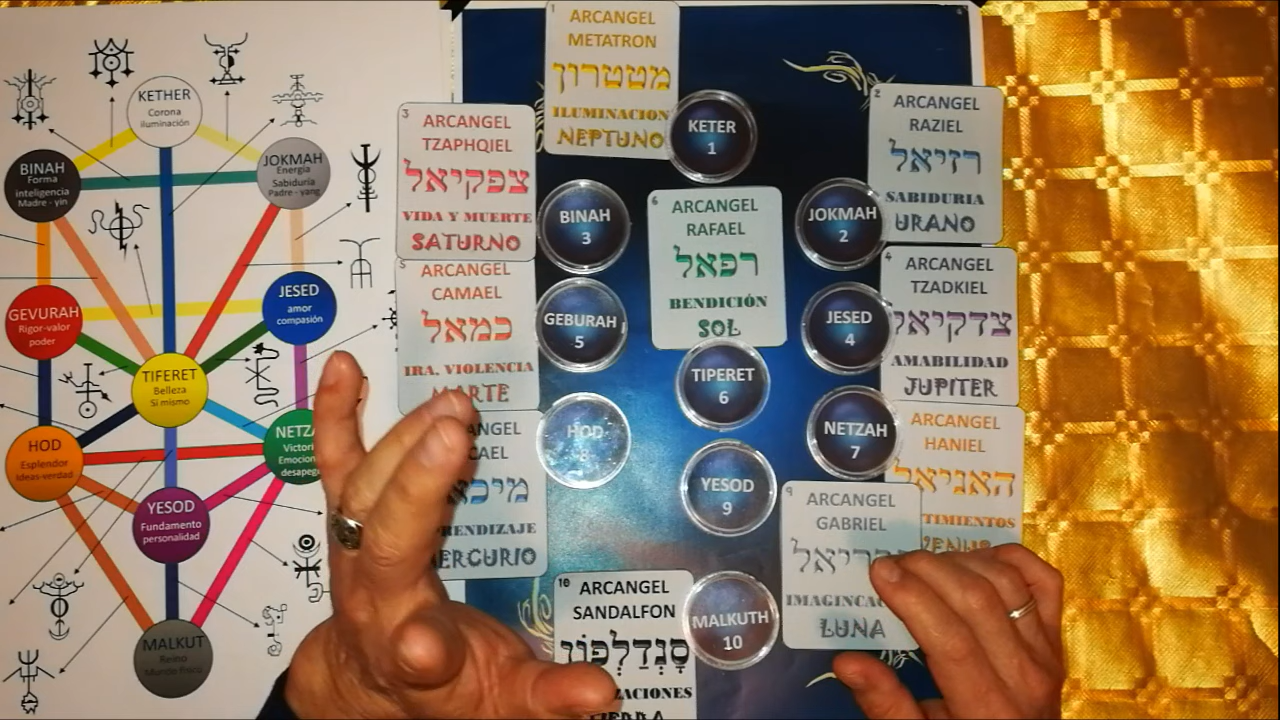 KETHER
Corona
iluminación
BINAH
Forma
inteligencia
Madre - yin
JOKMAH
Energía
Sabiduría
Padre - yang
GEVURAH
Rigor-valor
poder
JESED
amor
compasión
TIFERET
Belleza
Sí mismo
HOD
Esplendor
Ideas-verdad
YESOD
Fundamento
personalidad
MALKUT
Reino
1
ARCANGEL
METATRON
מטטרון
ILUMINACION
NEPTUNO
KETER
1
2
ARCANGEL
RAZIEL
רזיאל
SABIDURIA
URANO
3
ARCANGEL
TZAPHQIEL
צפקיאל
VIDA Y MUERTE
SATURNO
BINAH
3
6
ARCANGEL
RAFAEL
רפאל
BENDICIÓN
SOL
JOKMAH
2
5
ARCANGEL
CAMAEL
כמאל
IRA, VIOLENCIA
GEBURAH
5
JESED
4
4
ARCANGEL
TZADKIEL
צדקיאל
AMABILIDAD
JUPITER
TIPERET
6
HOD
8
NETZAH
7
ARCANGEL
HANIEL
האניאל
YESOD
9
9
ARCANGEL
GABRIEL
LUNA
10
ARCANGEL
SANDALFON
סָנְדַלְפוֹן
MALKUTH
10